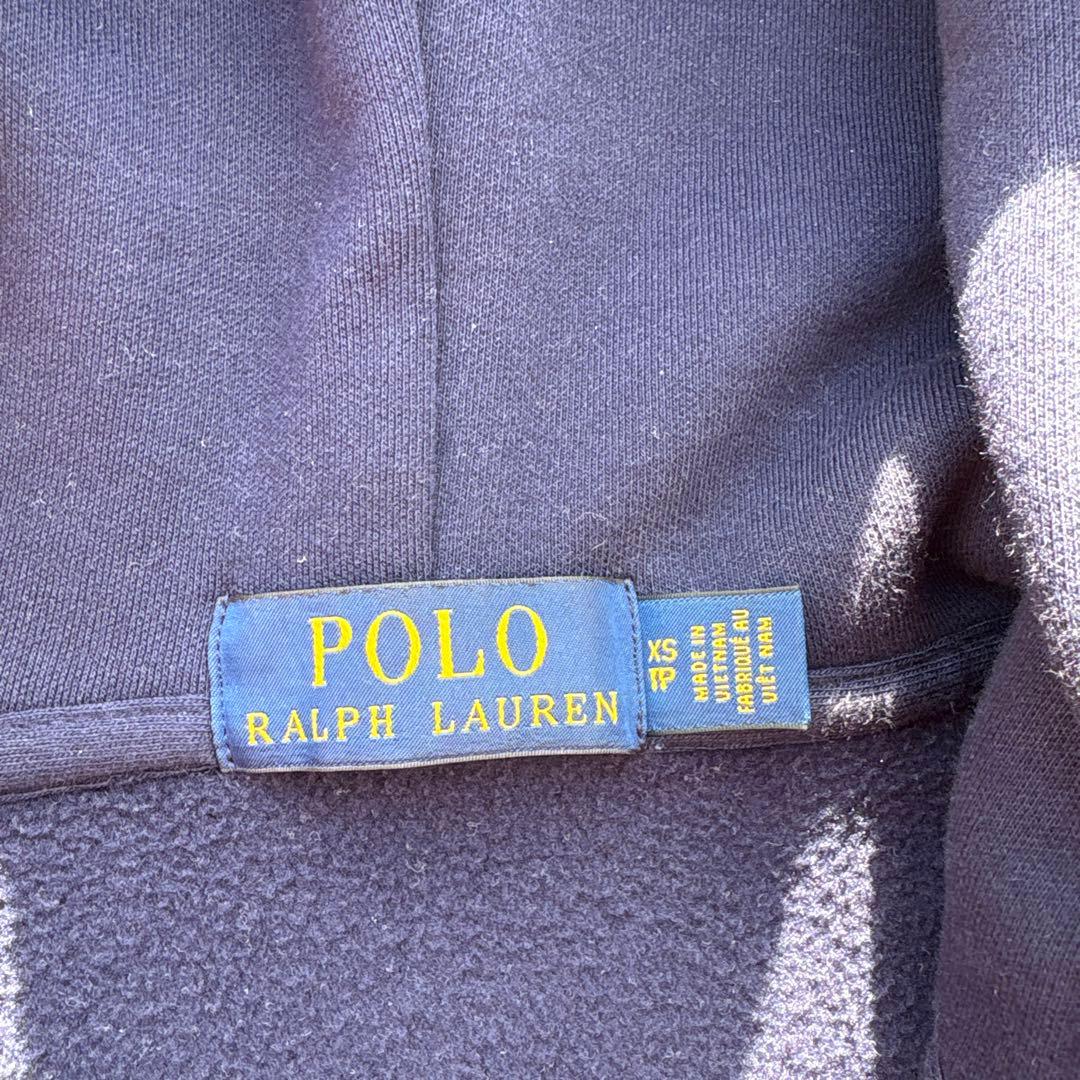 POLO
RALPH LAUREN
XS
TP
MADE IN
VIETNAM
FABRIQUÉ AU
VIÊT NAM